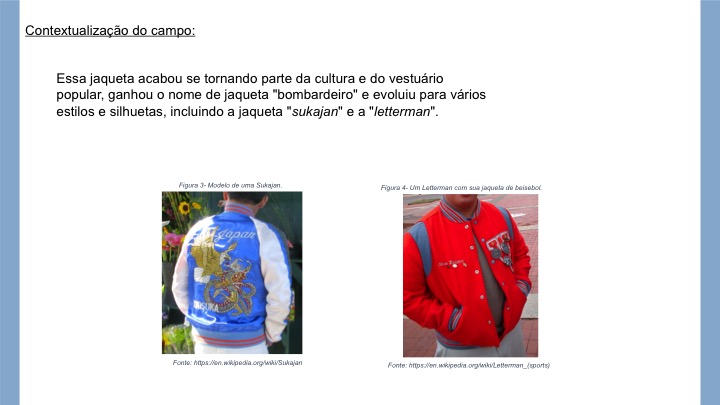 Contextualização do campo:
Essa jaqueta acabou se tornando parte da cultura e do vestuário
popular, ganhou o nome de jaqueta "bombardeiro" e evoluiu para vários
estilos e silhuetas, incluindo a jaqueta "sukajan" e a "letterman".
Figura 3- Modelo de uma Sukajan.
Figura 4- Um Letterman com sua jaqueta de beisebol.
Japan
Fonte: https://en.wikipedia.org/wiki/Sukajan
Fonte: https://en.wikipedia.org/wiki/Letterman_(sports)